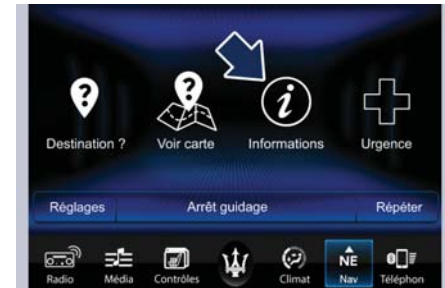 Destination ? Voir carte Informations Urgence
Réglages Arrêt guidage Répéter
NE
Radio Média Contrôles Climat Nav Téléphon